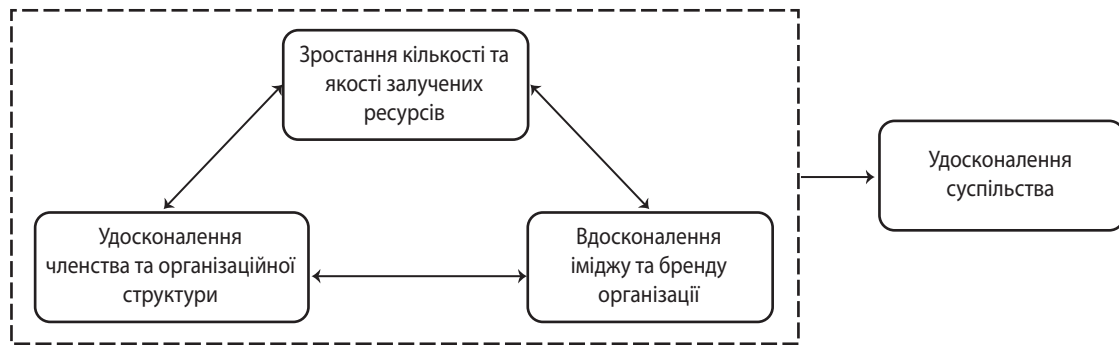 Зростання кількості та
якості залучених
ресурсів
Удосконалення
суспільства
Удосконалення
членства та організаційної
структури
Вдосконалення
іміджу та бренду
організації